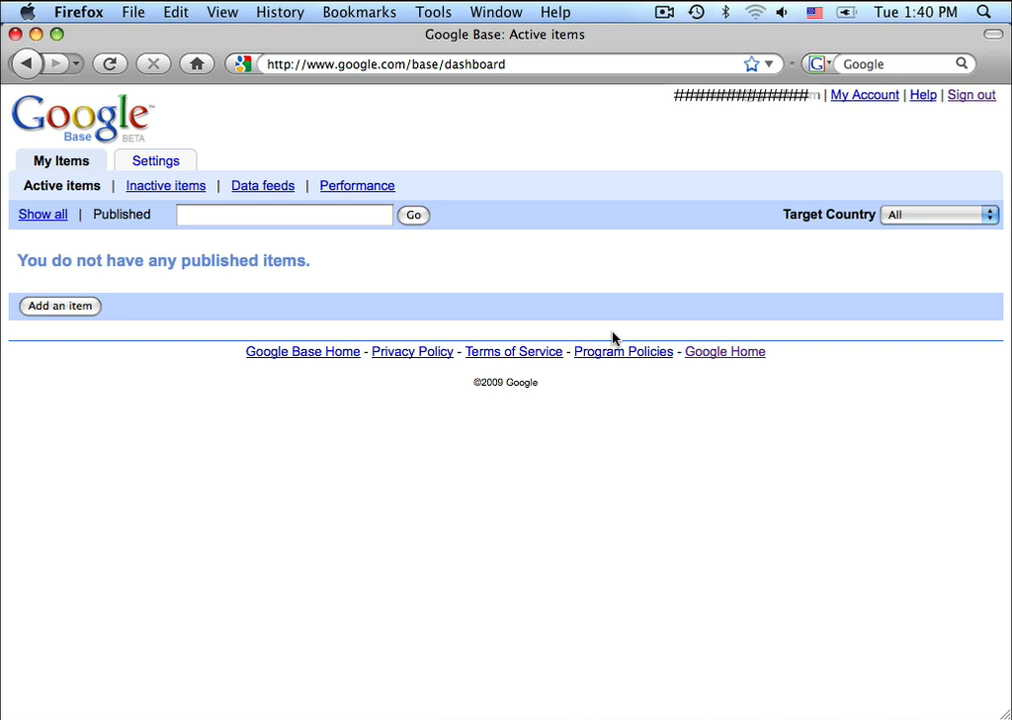 Firefox File Edit View History Bookmarks Tools Window Help Tue 1:40 PM
Google Base: Active items
http://www.google.com/base/dashboard G Google
################ | My Account | Help | Sign out
Google™
Base BETA
My Items Settings
Active items | Inactive items | Data feeds | Performance
Show all | Published Go Target Country All
You do not have any published items.
Add an item
Google Base Home - Privacy Policy - Terms of Service - Program Policies - Google Home
©2009 Google